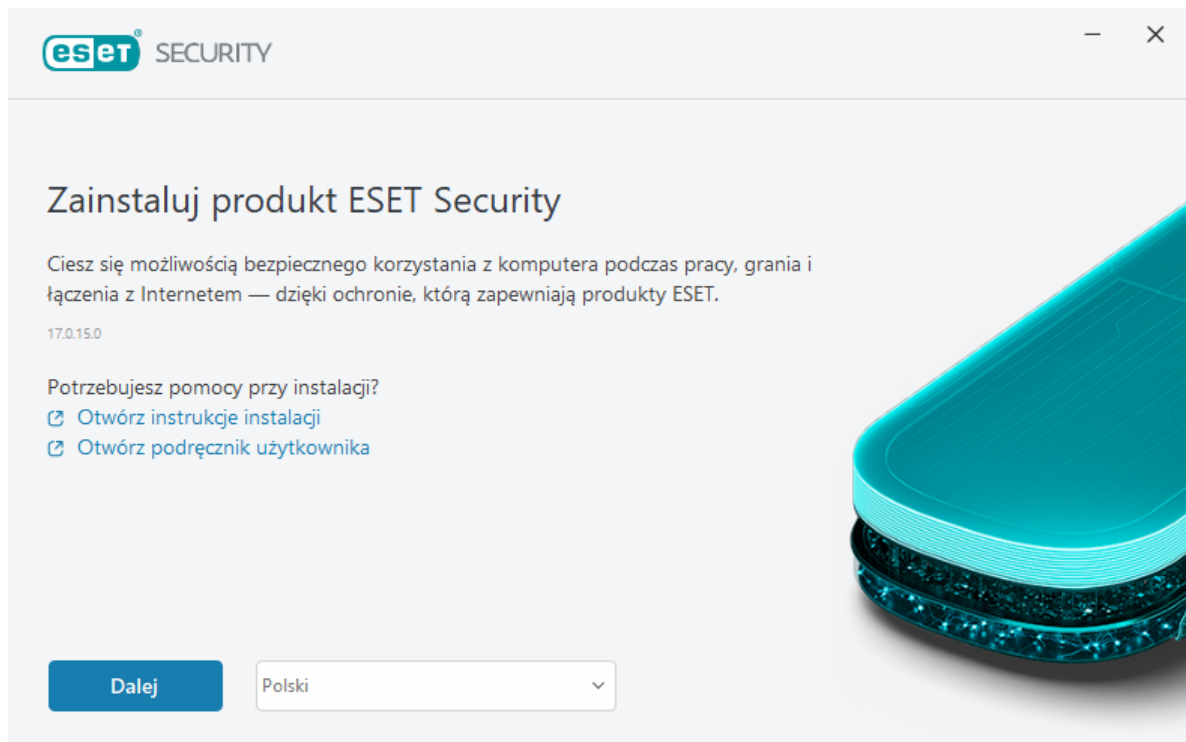 eset® SECURITY
Zainstaluj produkt ESET Security
Ciesz się możliwością bezpiecznego korzystania z komputera podczas pracy, grania i
łączenia z Internetem — dzięki ochronie, którą zapewniają produkty ESET.
17.0.15.0
Potrzebujesz pomocy przy instalacji?
Otwórz instrukcje instalacji
Otwórz podręcznik użytkownika
Dalej
Polski